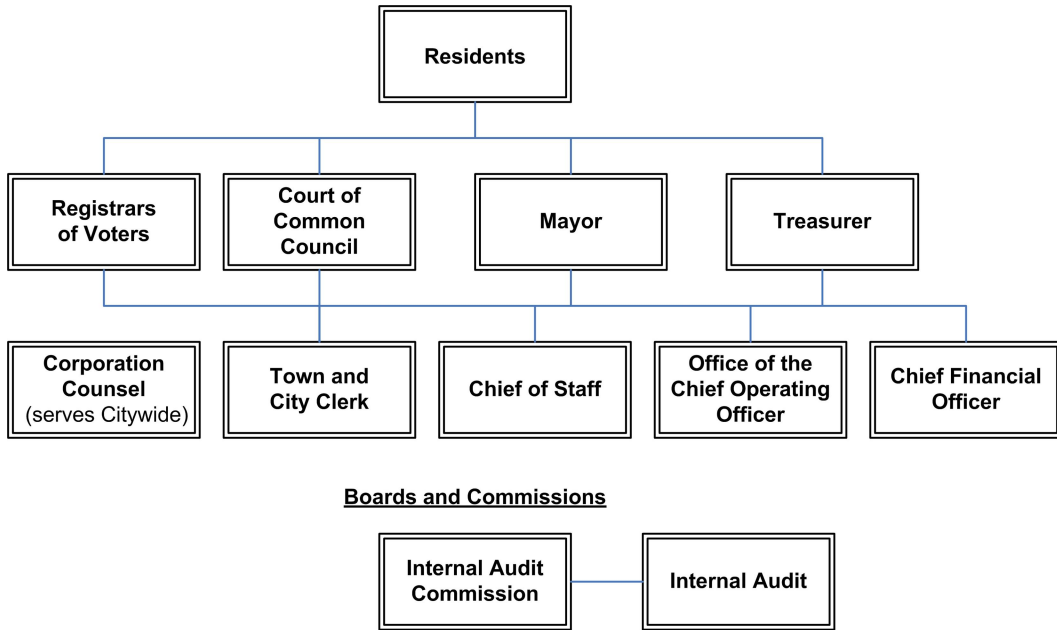 Residents
Registrars
of Voters
Court of
Common
Council
Mayor
Treasurer
Corporation
Counsel
(serves Citywide)
Town and
City Clerk
Chief of Staff
Office of the
Chief Operating
Officer
Chief Financial
Officer
Boards and Commissions
Internal Audit
Commission
Internal Audit